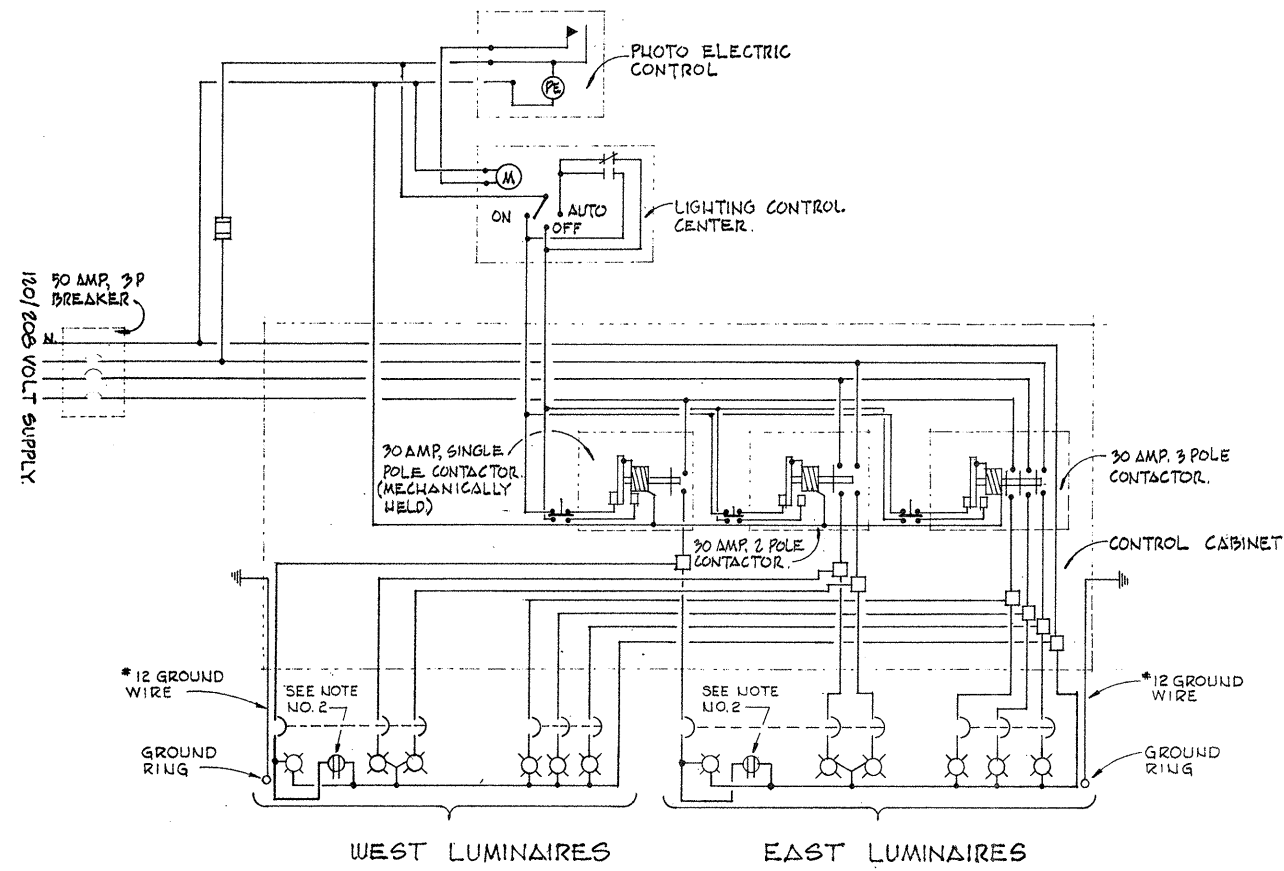 PHOTO ELECTRIC
CONTROL
PE
M
ON
AUTO
OFF
LIGHTING CONTROL
CENTER.
50 AMP, 3P
BREAKER
120/208 VOLT SUPPLY.
N.
30 AMP, SINGLE
POLE CONTACTOR.
(MECHANICALLY
HELD.)
30 AMP, 2 POLE
CONTACTOR.
30 AMP. 3 POLE
CONTACTOR.
CONTROL CABINET
#12 GROUND
WIRE
SEE NOTE
NO. 2
GROUND
RING
SEE NOTE
NO. 2
#12 GROUND
WIRE
GROUND
RING
WEST LUMINAIRES
EAST LUMINAIRES